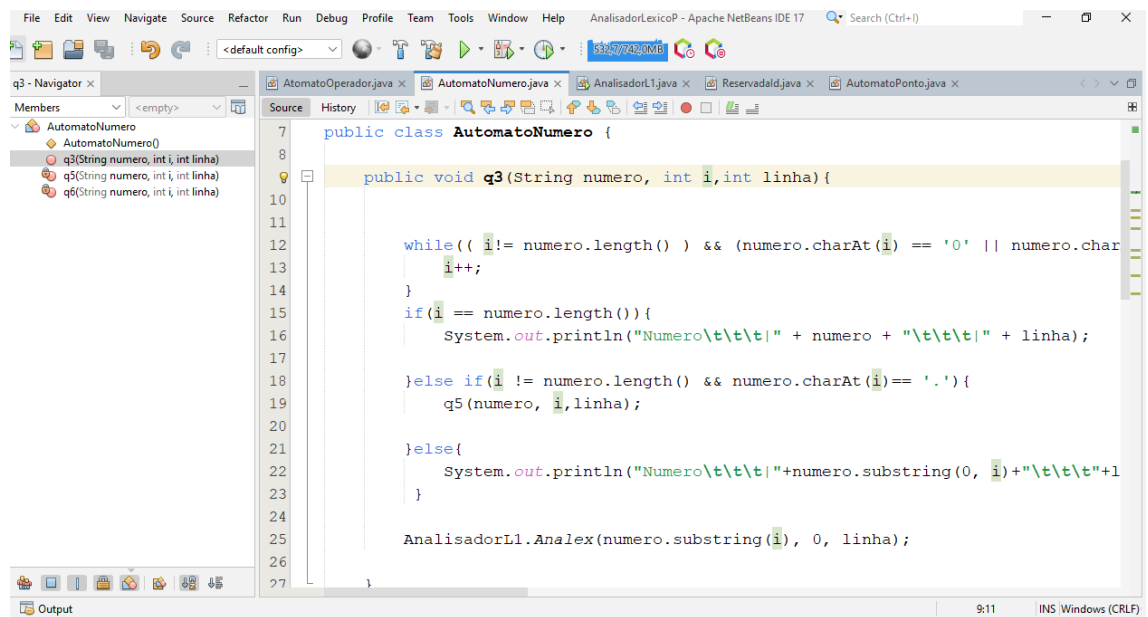 File Edit View Navigate Source Refactor Run Debug Profile Team Tools Window Help AnalisadorLexicoP - Apache NetBeans IDE 17 Search (Ctrl+I)
<default config> 532,7/742,0MB
q3 - Navigator × AtomatoOperador.java × AutomatoNumero.java × AnalisadorL1.java × ReservadaId.java × AutomatoPonto.java ×
Members <empty> Source History
AutomatoNumero
AutomatoNumero()
q3(String numero, int i, int linha)
q5(String numero, int i, int linha)
q6(String numero, int i, int linha)
7 public class AutomatoNumero {
8
public void q3(String numero, int i,int linha){
10
11
12 while(( i!= numero.length() ) && (numero.charAt(i) == '0' || numero.char
13 i++;
14 }
15 if(i == numero.length()){
16 System.out.println("Numero\t\t\t|" + numero + "\t\t\t|" + linha);
17
18 }else if(i != numero.length() && numero.charAt(i)== '.'){
19 q5(numero, i,linha);
20
21 }else{
22 System.out.println("Numero\t\t\t|"+numero.substring(0, i)+"\t\t\t"+l
23 }
24
25 AnalisadorL1.Analex(numero.substring(i), 0, linha);
26
27 }
Output 9:11 INS Windows (CRLF)